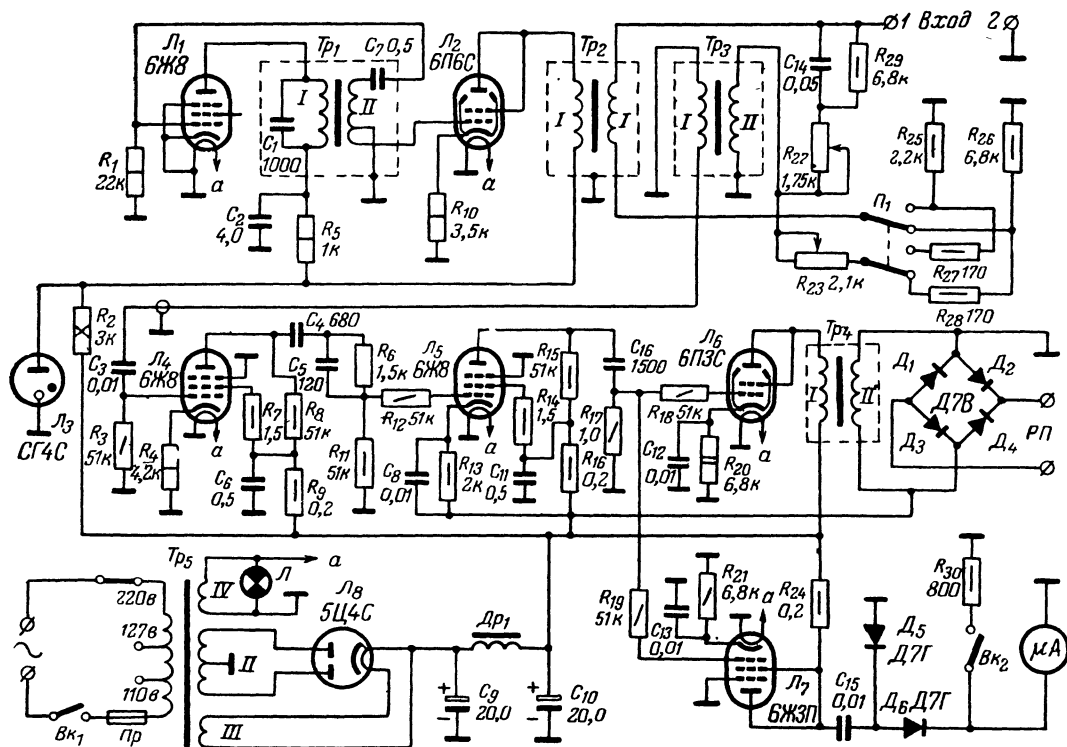 Л1 6Ж8
Тр1
C7 0,5
Л2 6П6С
Тр2
Тр3
1 Вход 2
I
II
C1 1000
R1 22к
а
C2 4,0
R5 1к
R10 3,5к
а
I
I
I
II
C14 0,05
R29 6,8к
R22 1,75к
R25 2,2к
R26 6,8к
П1
R23 2,1к
R27 170
R28 170
R2 3к
C3 0,01
Л3 СГ4С
R3 51к
Л4 6Ж8
R4 4,2к
а
C4 680
C5 120
R6 1,5к
R7 1,5
R8 51к
C6 0,5
R9 0,2
R11 51к
R12 51к
Л5 6Ж8
а
C8 0,01
R13 2к
R14 1,5
R15 51к
C11 0,5
R16 0,2
R17 1,0
C16 1500
R18 51к
Л6 6П3С
C12 0,01
R20 6,8к
а
Тр4
I
II
Д1
Д2
Д7В
Д3
Д4
РП
Тр5
220в
127в
110в
Вк1
Пр
IV
Л
а
II
III
Л8 5Ц4С
Др1
C9 20,0
C10 20,0
R19 51к
C13 0,01
R21 6,8к
а
Л7 6Ж3П
R24 0,2
C15 0,01
Д5 Д7Г
Д6 Д7Г
R30 800
Вк2
μA